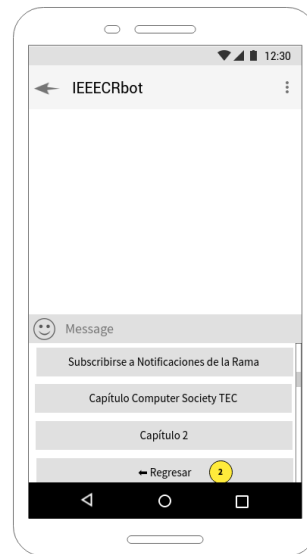 12:30
IEEECRbot
Message
Subscribirse a Notificaciones de la Rama
Capítulo Computer Society TEC
Capítulo 2
⬅ Regresar 2